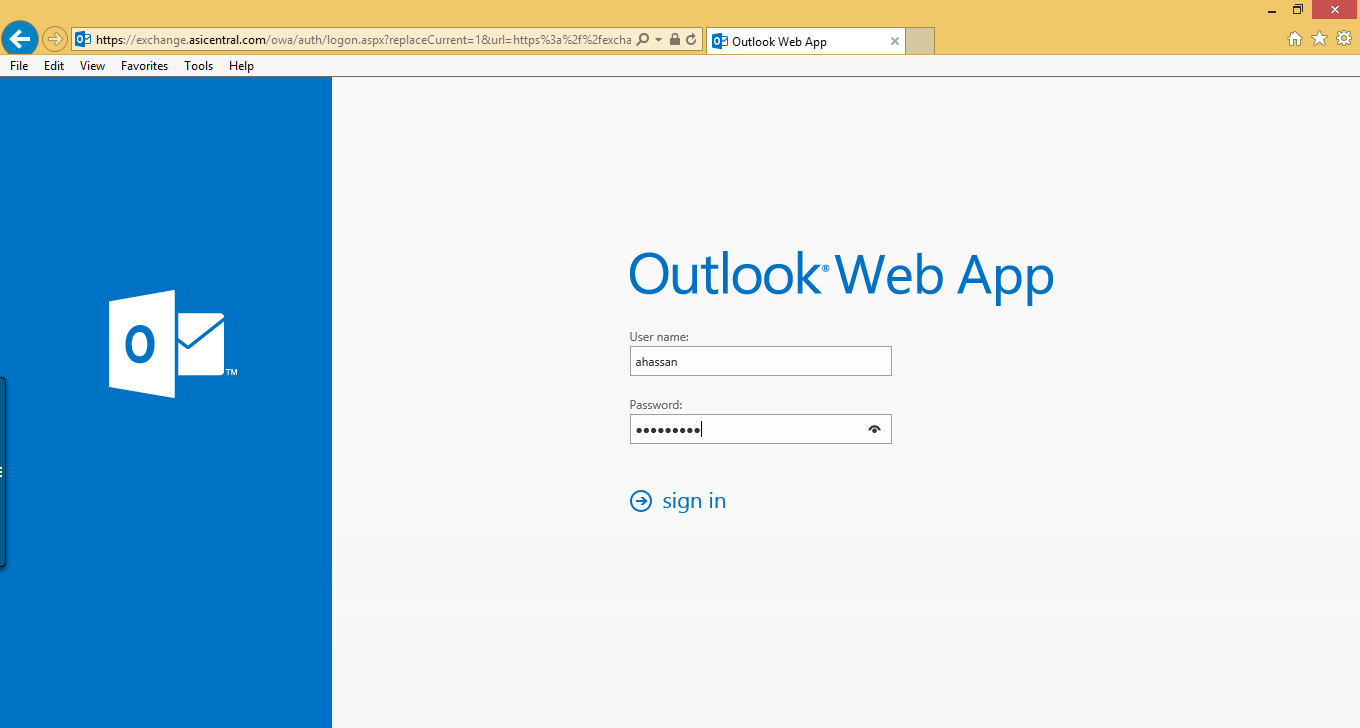 https://exchange.asicentral.com/owa/auth/logon.aspx?replaceCurrent=1&url=https%3a%2f%2fexcha
Outlook Web App
File Edit View Favorites Tools Help
Outlook® Web App
User name:
ahassan
Password:
•••••••••
sign in
O
TM